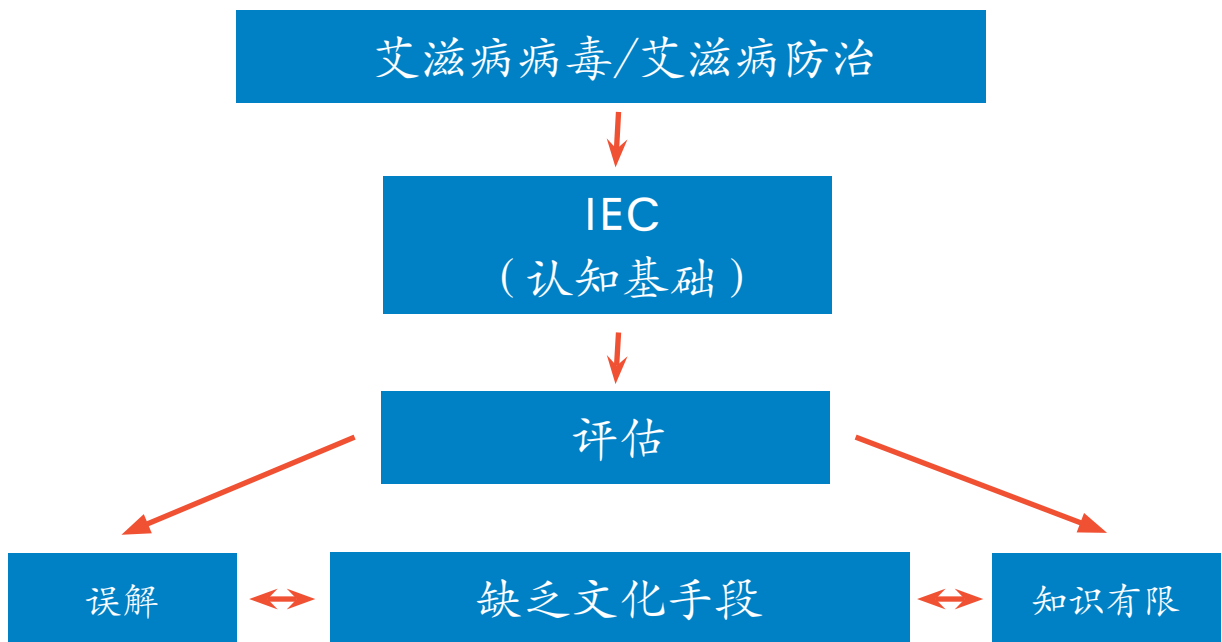 艾滋病病毒/艾滋病防治
IEC
（认知基础）
评估
误解
缺乏文化手段
知识有限